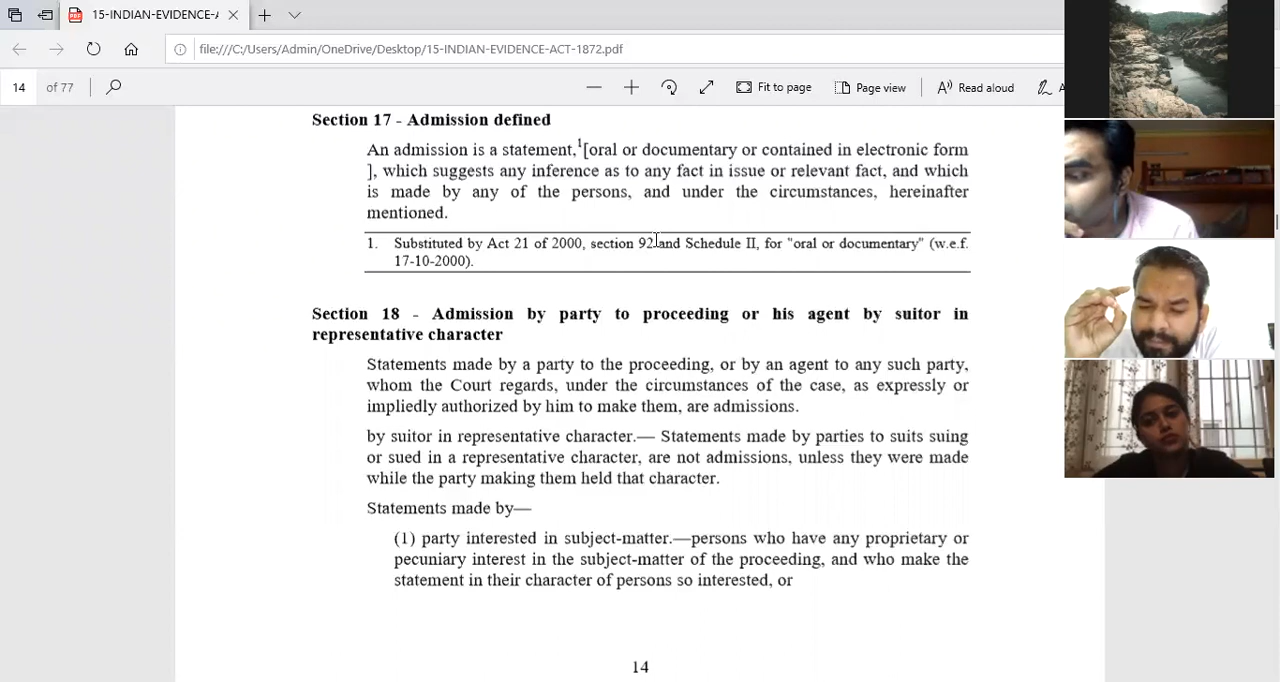 15-INDIAN-EVIDENCE-A
file:///C:/Users/Admin/OneDrive/Desktop/15-INDIAN-EVIDENCE-ACT-1872.pdf
14 of 77 Fit to page Page view Read aloud
Section 17 - Admission defined
An admission is a statement,1[oral or documentary or contained in electronic form
], which suggests any inference as to any fact in issue or relevant fact, and which
is made by any of the persons, and under the circumstances, hereinafter
mentioned.
1. Substituted by Act 21 of 2000, section 92 and Schedule II, for "oral or documentary" (w.e.f.
17-10-2000).
Section 18 - Admission by party to proceeding or his agent by suitor in
representative character
Statements made by a party to the proceeding, or by an agent to any such party,
whom the Court regards, under the circumstances of the case, as expressly or
impliedly authorized by him to make them, are admissions.
by suitor in representative character.— Statements made by parties to suits suing
or sued in a representative character, are not admissions, unless they were made
while the party making them held that character.
Statements made by—
(1) party interested in subject-matter.—persons who have any proprietary or
pecuniary interest in the subject-matter of the proceeding, and who make the
statement in their character of persons so interested, or
14